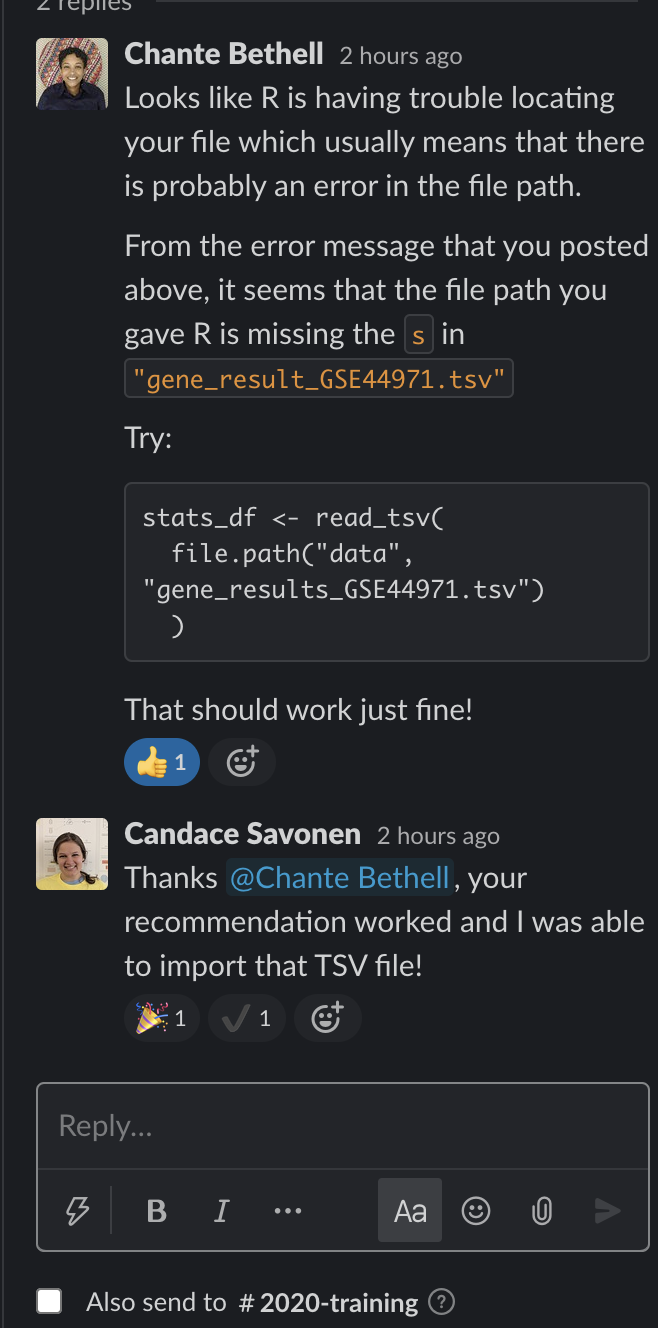 2 replies
Chante Bethell 2 hours ago
Looks like R is having trouble locating
your file which usually means that there
is probably an error in the file path.
From the error message that you posted
above, it seems that the file path you
gave R is missing the s in
"gene_result_GSE44971.tsv"
Try:
stats_df <- read_tsv(
  file.path("data",
"gene_results_GSE44971.tsv")
  )
That should work just fine!
1
Candace Savonen 2 hours ago
Thanks @Chante Bethell, your
recommendation worked and I was able
to import that TSV file!
1 1
Reply...
B I ... Aa
Also send to # 2020-training ?